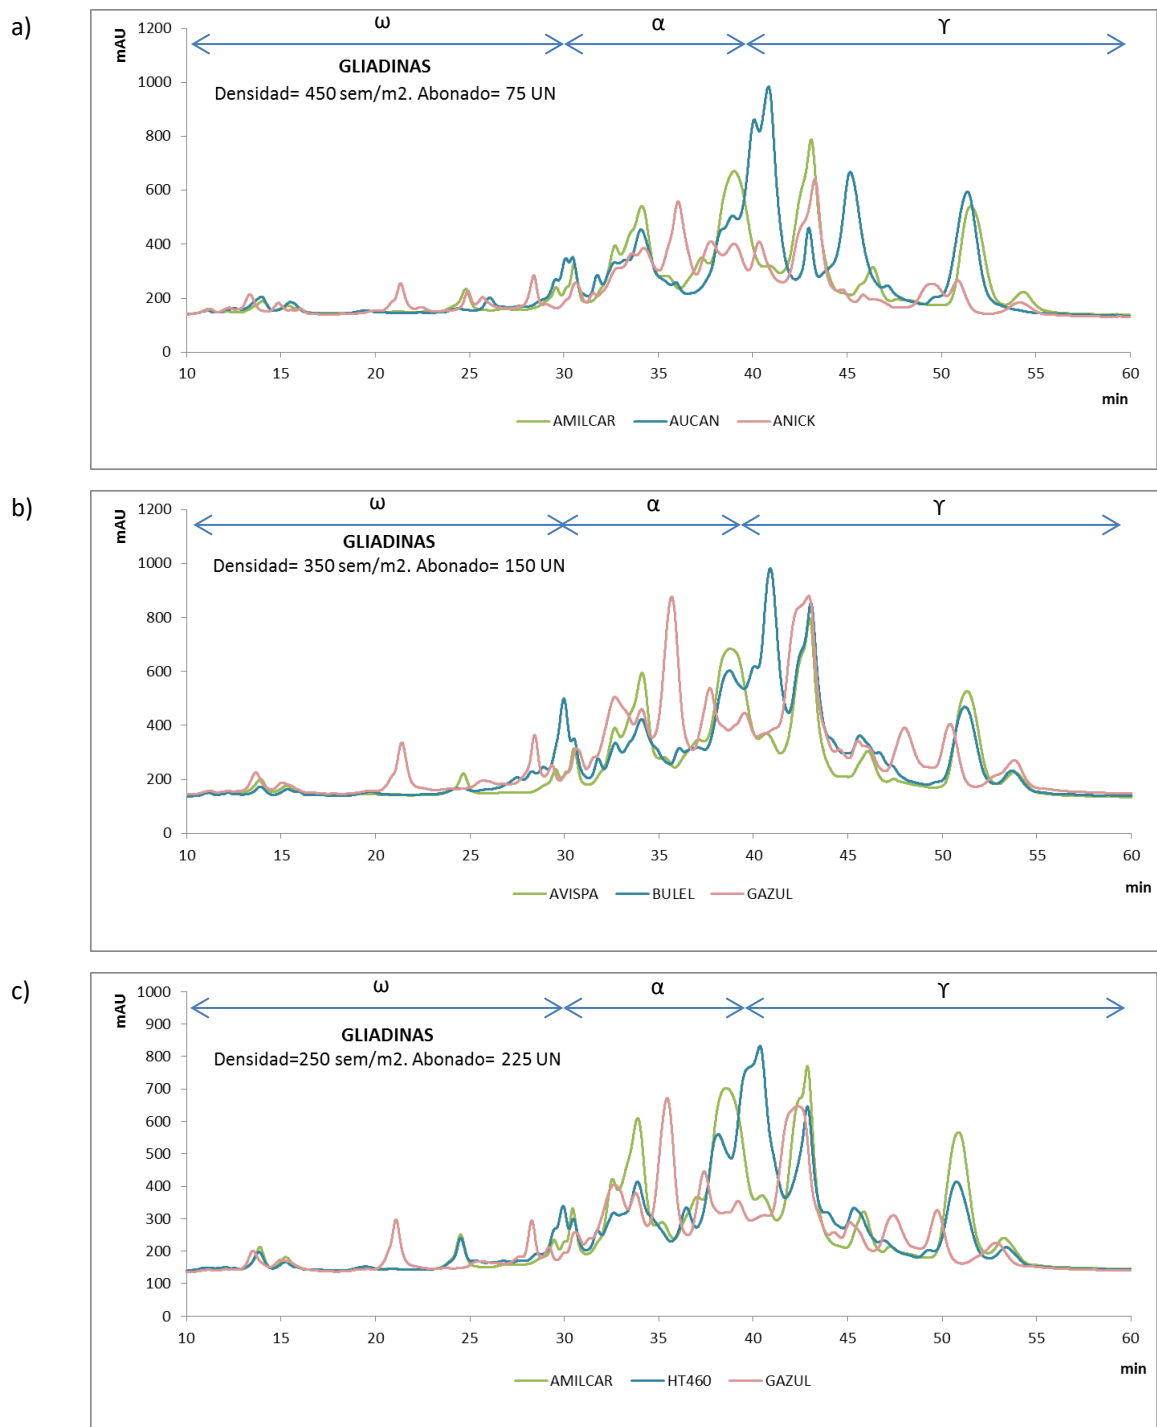 a)
mAU
ω α ϒ
GLIADINAS
Densidad= 450 sem/m2. Abonado= 75 UN
1200
1000
800
600
400
200
0
10 15 20 25 30 35 40 45 50 55 60
min
AMILCAR AUCAN ANICK
b)
mAU
ω α ϒ
GLIADINAS
Densidad= 350 sem/m2. Abonado= 150 UN
1200
1000
800
600
400
200
0
10 15 20 25 30 35 40 45 50 55 60
min
AVISPA BULEL GAZUL
c)
mAU
ω α ϒ
GLIADINAS
Densidad=250 sem/m2. Abonado= 225 UN
1000
900
800
700
600
500
400
300
200
100
0
10 15 20 25 30 35 40 45 50 55 60
min
AMILCAR HT460 GAZUL